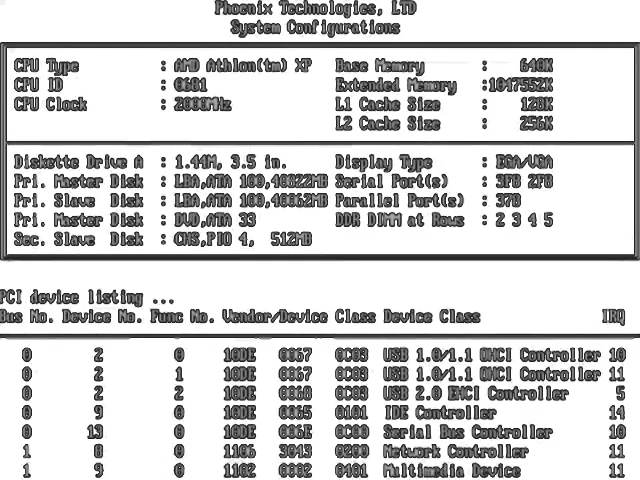 Phoenix Technologies, LTD
System Configurations
CPU Type : AMD Athlon(tm) XP Base Memory : 640K
CPU ID : 0681 Extended Memory :1047552K
CPU Clock : 2000MHz L1 Cache Size : 128K
L2 Cache Size : 256K
Diskette Drive A : 1.44M, 3.5 in. Display Type : EGA/VGA
Pri. Master Disk : LBA,ATA 100, Serial Port(s) : 3F8 2F8
Pri. Slave Disk : LBA,ATA 100, Parallel Port(s) : 378
Pri. Master Disk : DVD,ATA 33 DDR DIMM at Rows : 2 3 4 5
Sec. Slave Disk : CHS,PIO 4, 512MB
PCI device listing ...
Bus No. Device No. Func No. Vendor/Device Class Device Class IRQ
0 2 0 10DE 0067 0C03 USB 1.0/1.1 OHCI Controller 10
0 2 1 10DE 0067 0C03 USB 1.0/1.1 OHCI Controller 11
0 2 2 10DE 0068 0C03 USB 2.0 EHCI Controller 5
0 9 0 10DE 0065 0101 IDE Controller 14
0 13 0 10DE 006E 0C00 Serial Bus Controller 10
1 8 0 1106 3043 0200 Network Controller 11
1 9 0 1102 0002 0401 Multimedia Device 11